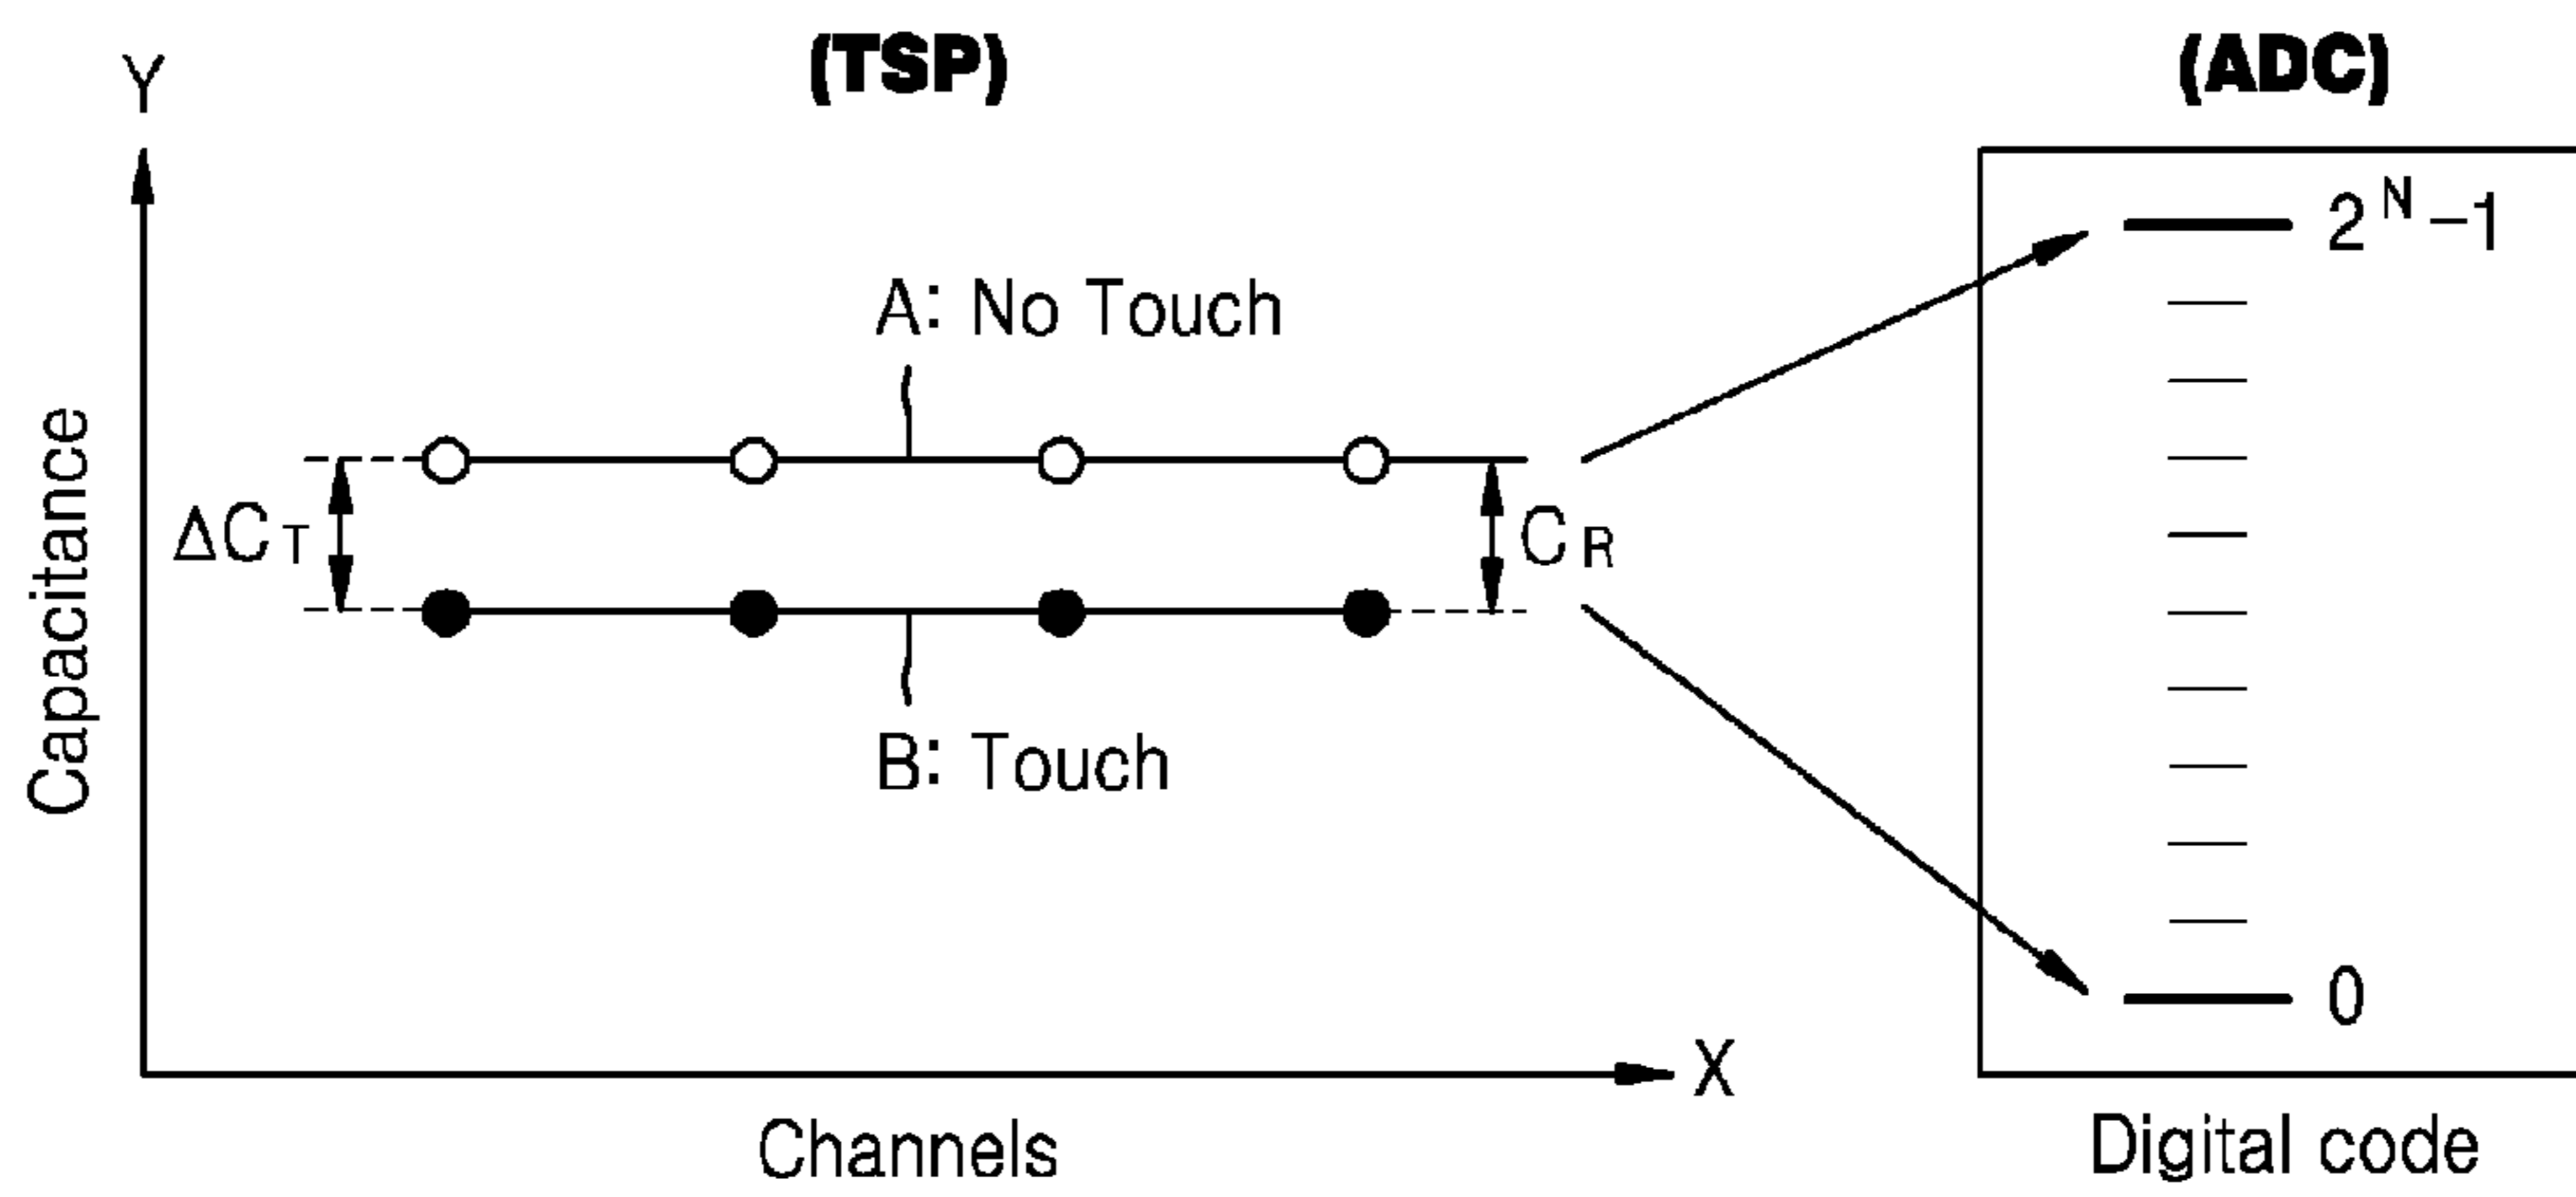 (TSP)
(ADC)
Y
2^N-1
A: No Touch
Capacitance
ΔC_T
C_R
B: Touch
0
X
Channels
Digital code